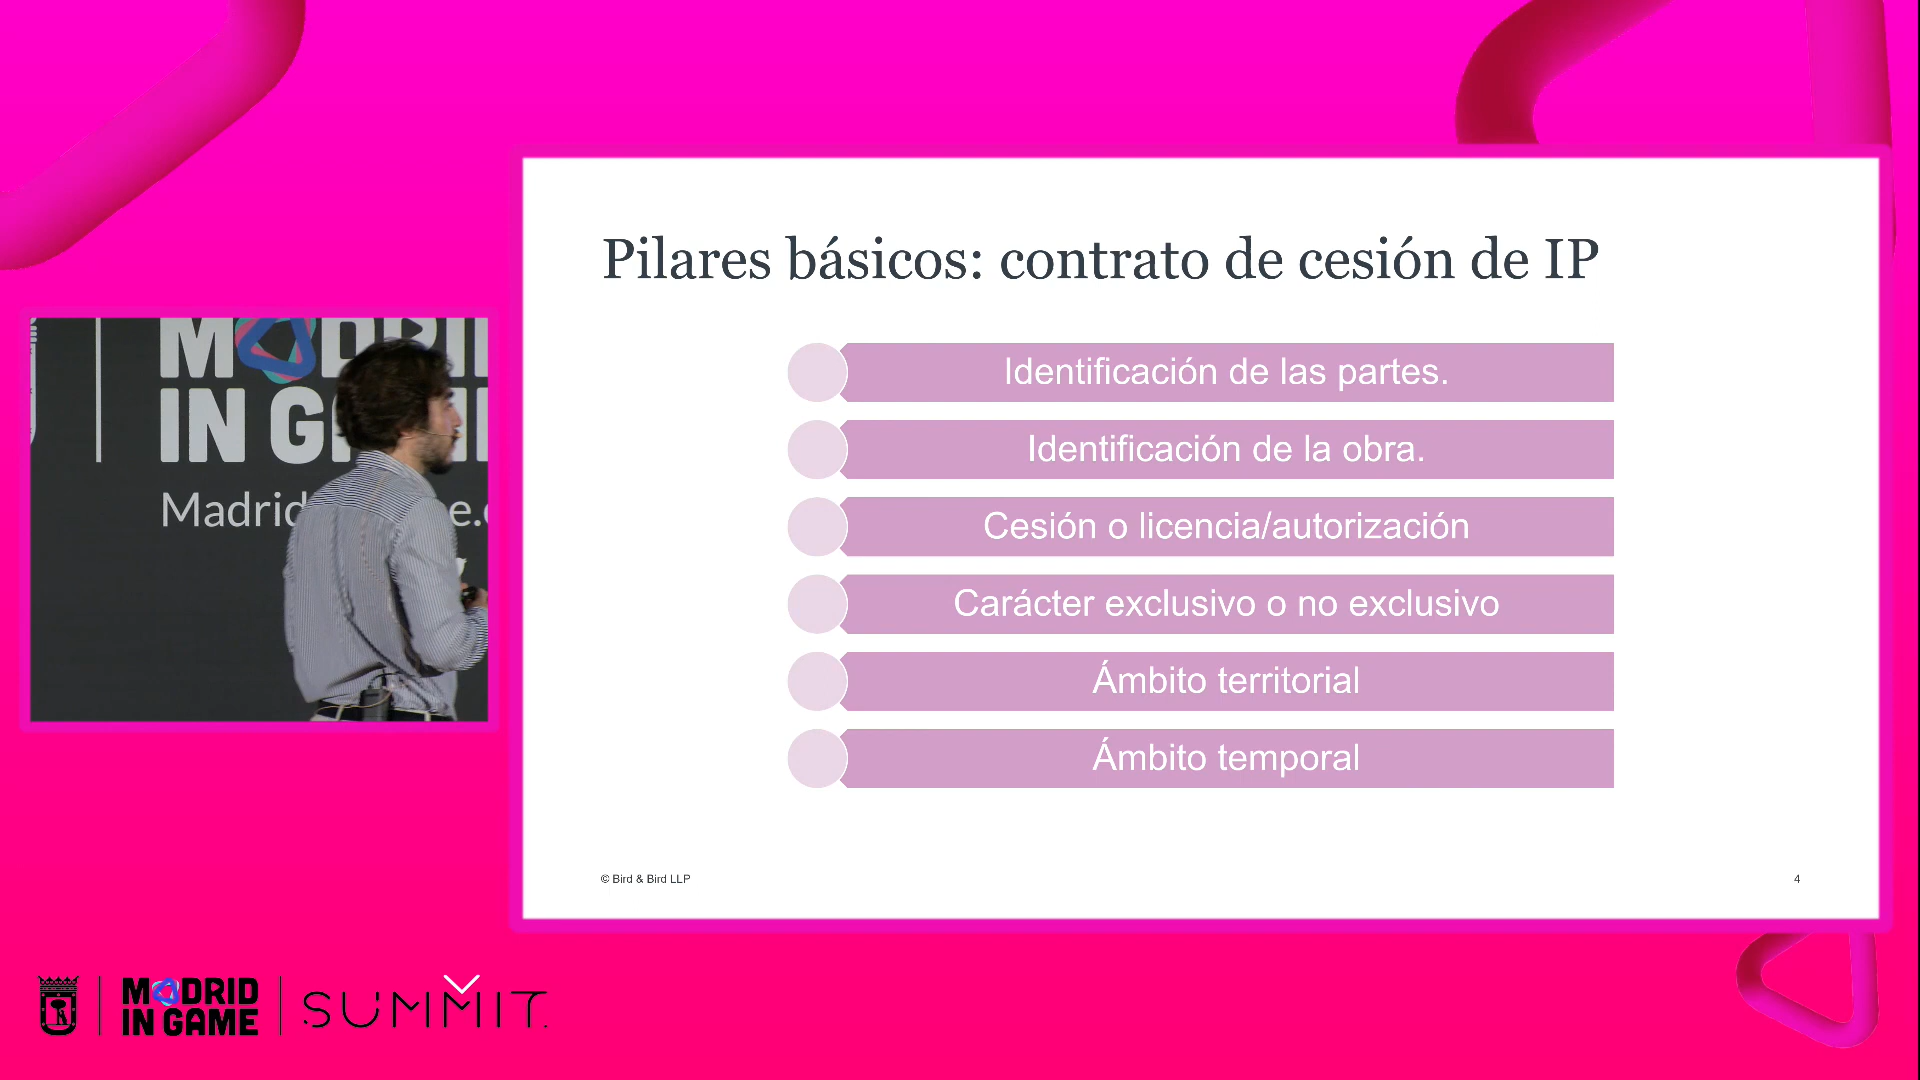 Pilares básicos: contrato de cesión de IP
Identificación de las partes.
Identificación de la obra.
Cesión o licencia/autorización
Carácter exclusivo o no exclusivo
Ámbito territorial
Ámbito temporal
© Bird & Bird LLP
4
IN
Madrid
MADRID
IN GAME
SUMMIT